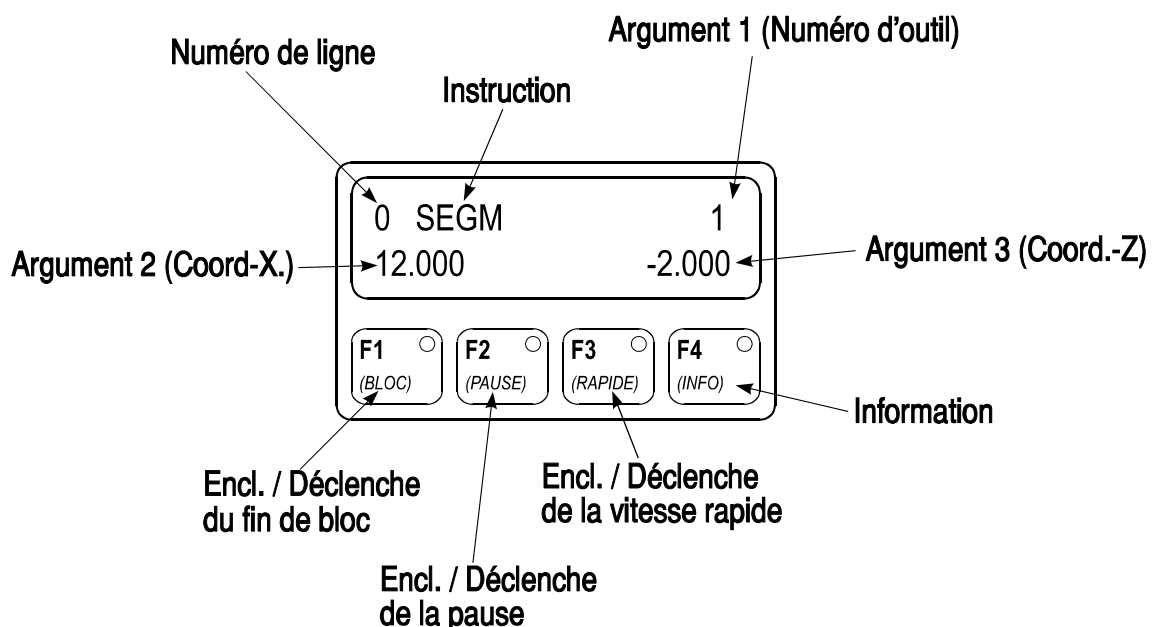 Argument 1 (Numéro d'outil)
Numéro de ligne
Instruction
0 SEGM 1
Argument 2 (Coord-X.)
12.000 -2.000
Argument 3 (Coord.-Z)
F1 F2 F3 F4
(BLOC) (PAUSE) (RAPIDE) (INFO)
Information
Encl. / Déclenche
du fin de bloc
Encl. / Déclenche
de la vitesse rapide
Encl. / Déclenche
de la pause